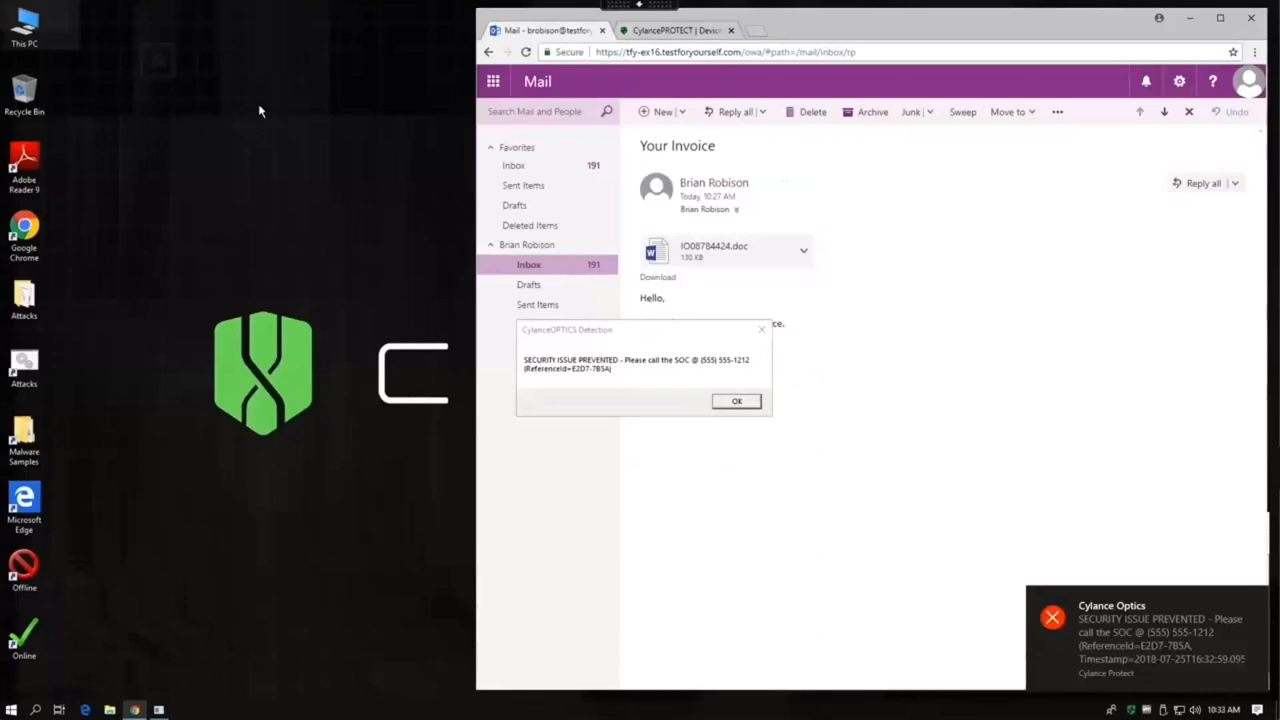 This PC
Recycle Bin
Adobe
Reader 9
Google
Chrome
Attacks
Attacks
Malware
Samples
Microsoft
Edge
Offline
Online
C
Mail - brobison@testfory
CylancePROTECT | Device
Secure
https://tfy-ex16.testforyourself.com/owa/#path=/mail/inbox/rp
Mail
Search Mail and People
New
Reply all
Delete
Archive
Junk
Sweep
Move to
Undo
Favorites
Inbox 191
Sent Items
Drafts
Deleted Items
Brian Robison
Inbox 191
Drafts
Sent Items
Your Invoice
Brian Robison
Today, 10:27 AM
Brian Robison
Reply all
IO08784424.doc
130 KB
Download
Hello,
ce.
CylanceOPTICS Detection
SECURITY ISSUE PREVENTED - Please call the SOC @ (555) 555-1212
(ReferenceId=E2D7-7B5A)
OK
Cylance Optics
SECURITY ISSUE PREVENTED - Please
call the SOC @ (555) 555-1212
(ReferenceId=E2D7-7B5A,
Timestamp=2018-07-25T16:32:59.095
Cylance Protect
10:33 AM